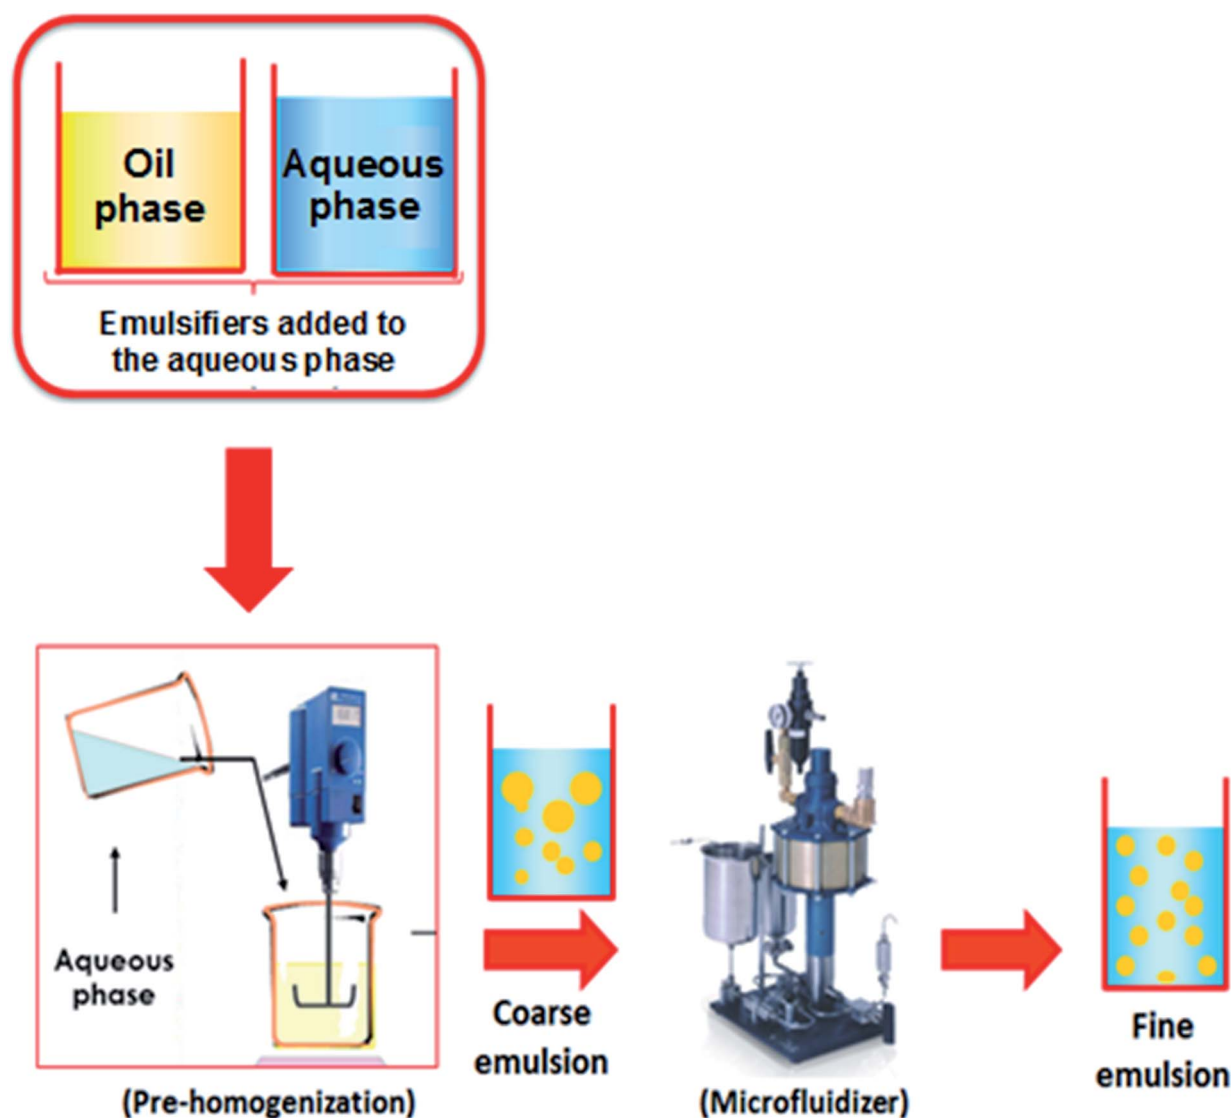 Oil
phase
Aqueous
phase
Emulsifiers added to
the aqueous phase
Aqueous
phase
(Pre-homogenization)
Coarse
emulsion
(Microfluidizer)
Fine
emulsion